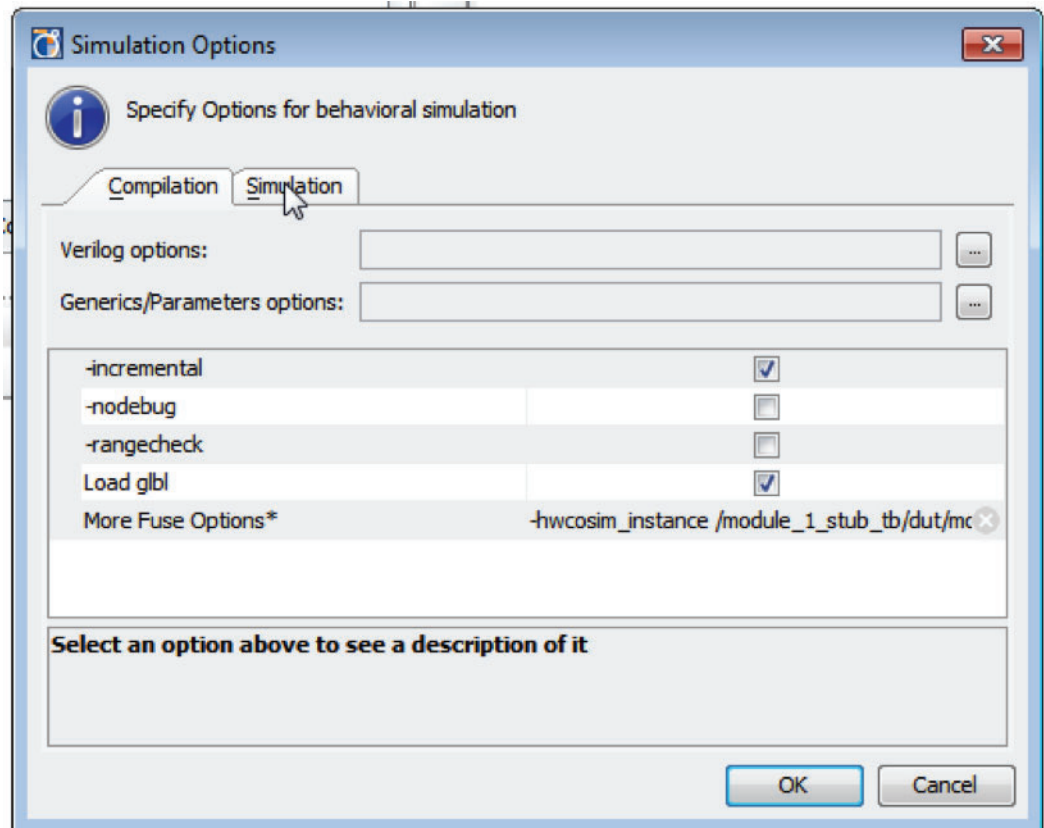 Simulation Options
Specify Options for behavioral simulation
Compilation Simulation
Verilog options: ...
Generics/Parameters options: ...
-incremental
-nodebug
-rangecheck
Load glbl
More Fuse Options* -hwcosim_instance /module_1_stub_tb/dut/mc
Select an option above to see a description of it
OK Cancel